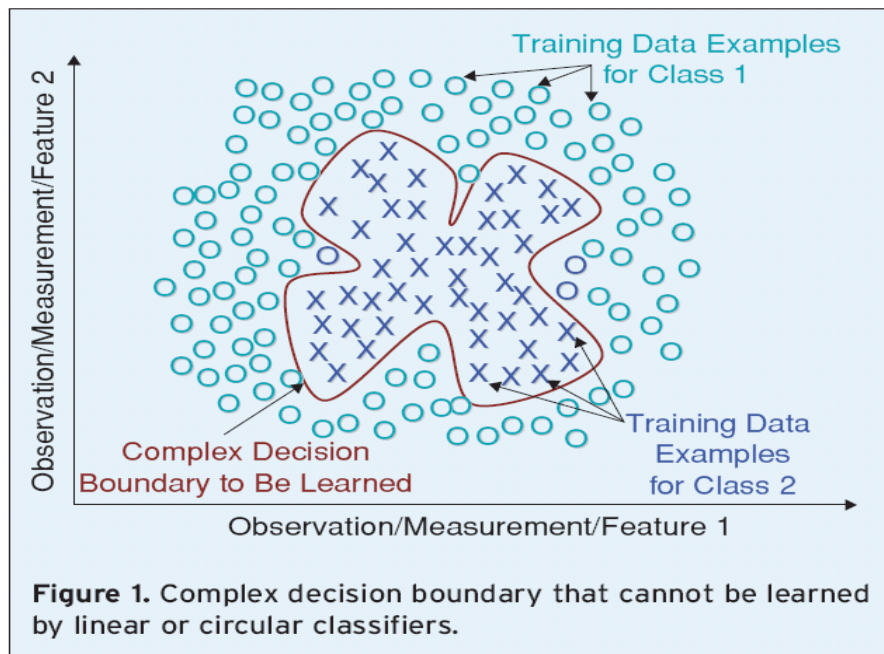 Training Data Examples
for Class 1
Observation/Measurement/Feature 2
Complex Decision
Boundary to Be Learned
Training Data
Examples
for Class 2
Observation/Measurement/Feature 1
Figure 1. Complex decision boundary that cannot be learned
by linear or circular classifiers.